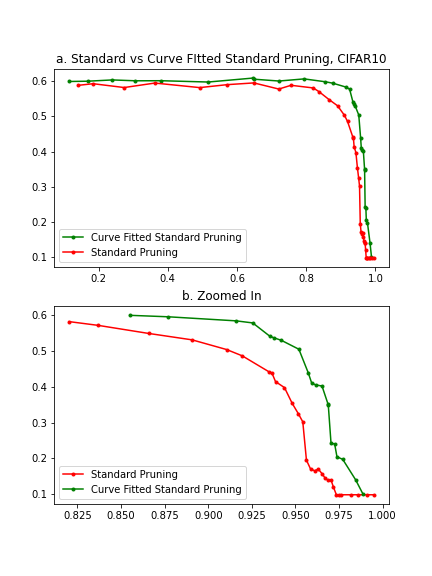 a. Standard vs Curve FItted Standard Pruning, CIFAR10
0.6
0.5
0.4
0.3
0.2
0.1
Curve Fitted Standard Pruning
Standard Pruning
0.2 0.4 0.6 0.8 1.0
b. Zoomed In
0.6
0.5
0.4
0.3
0.2
0.1
Standard Pruning
Curve Fitted Standard Pruning
0.825 0.850 0.875 0.900 0.925 0.950 0.975 1.000